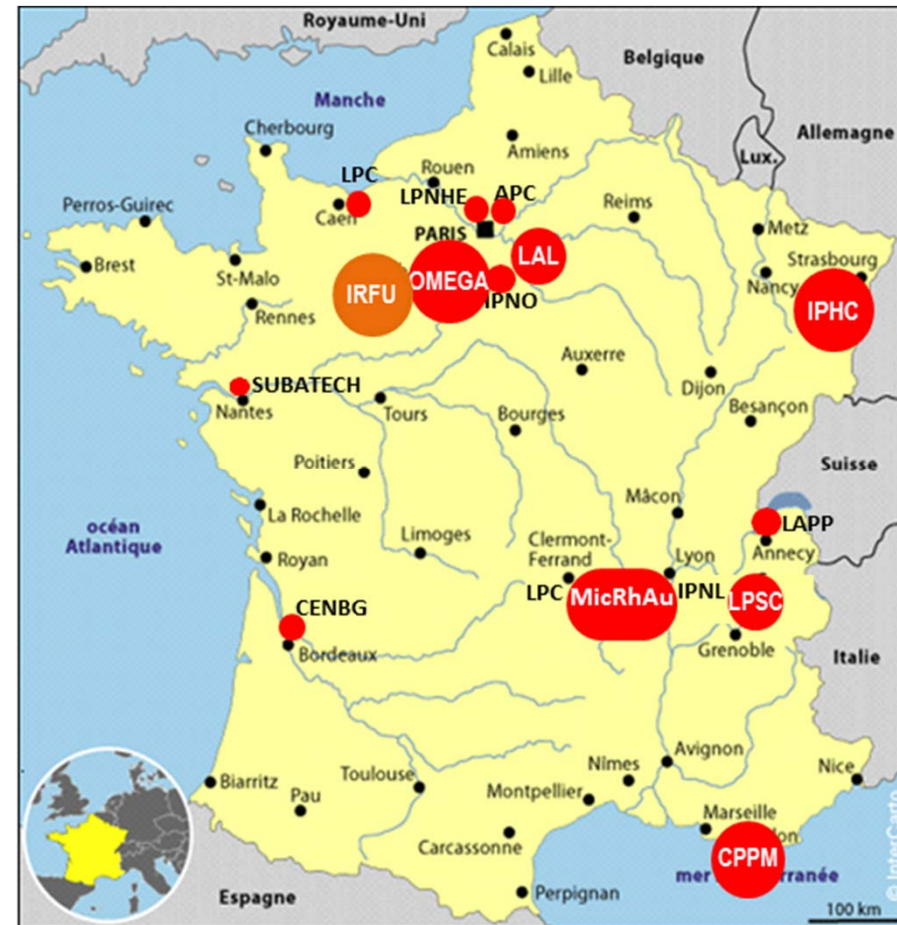 Royaume-Uni
Calais
Lille
Belgique
Manche
Allemagne
Cherbourg
Amiens
Lux.
Rouen
LPC
LPNHE
APC
Reims
Caen
Perros-Guirec
PARIS
Metz
Brest
St-Malo
LAL
Strasbourg
IRFU
OMEGA
IPNO
Nancy
IPHC
Rennes
Auxerre
SUBATECH
Nantes
Tours
Bourges
Dijon
Besançon
Poitiers
Suisse
Mâcon
océan
Atlantique
La Rochelle
LAPP
Limoges
Clermont-
Ferrand
Lyon
Annecy
Royan
LPC
MicRhAu
IPNL
LPSC
CENBG
Grenoble
Bordeaux
Italie
Avignon
Biarritz
Toulouse
Nîmes
Nice
Pau
Montpellier
Marseille
Carcassonne
CPPM
mer
Espagne
Perpignan
100 km
© InterCarto